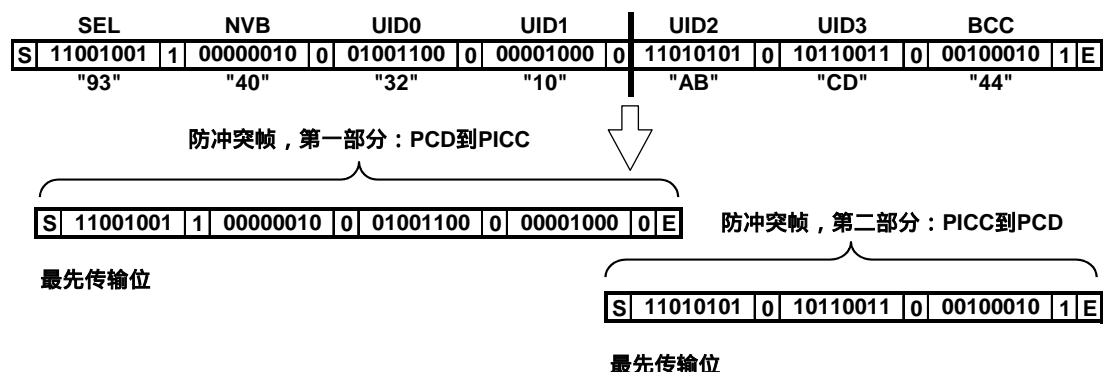 SEL NVB UID0 UID1 UID2 UID3 BCC
S 11001001 1 00000010 0 01001100 0 00001000 0 11010101 0 10110011 0 00100010 1 E
"93" "40" "32" "10" "AB" "CD" "44"
防冲突帧，第一部分：PCD到PICC
S 11001001 1 00000010 0 01001100 0 00001000 0 E
防冲突帧，第二部分：PICC到PCD
最先传输位
S 11010101 0 10110011 0 00100010 1 E
最先传输位